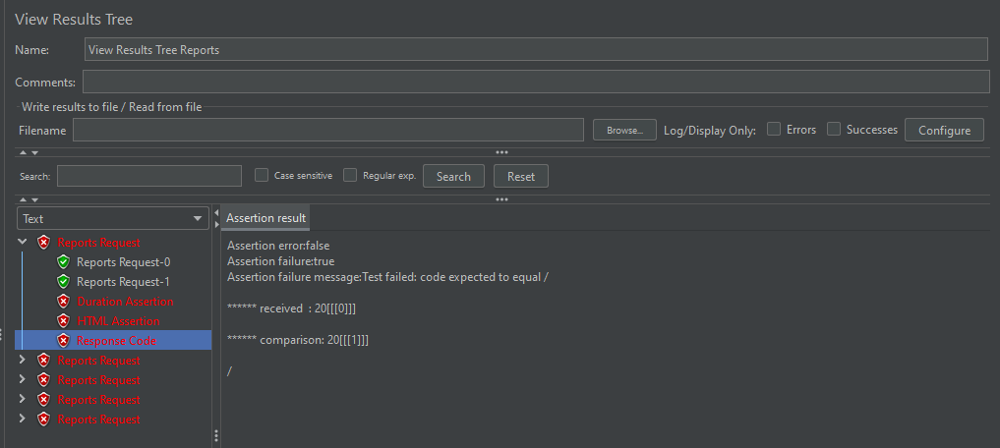 View Results Tree
Name: View Results Tree Reports
Comments:
Write results to file / Read from file
Filename Browse... Log/Display Only: Errors Successes Configure
Search: Case sensitive Regular exp. Search Reset
Text
Assertion result
Reports Request
Reports Request-0
Reports Request-1
Duration Assertion
HTML Assertion
Response Code
Reports Request
Reports Request
Reports Request
Reports Request
Assertion error:false
Assertion failure:true
Assertion failure message:Test failed: code expected to equal /
****** received : 20[[[0]]]
****** comparison: 20[[[1]]]
/